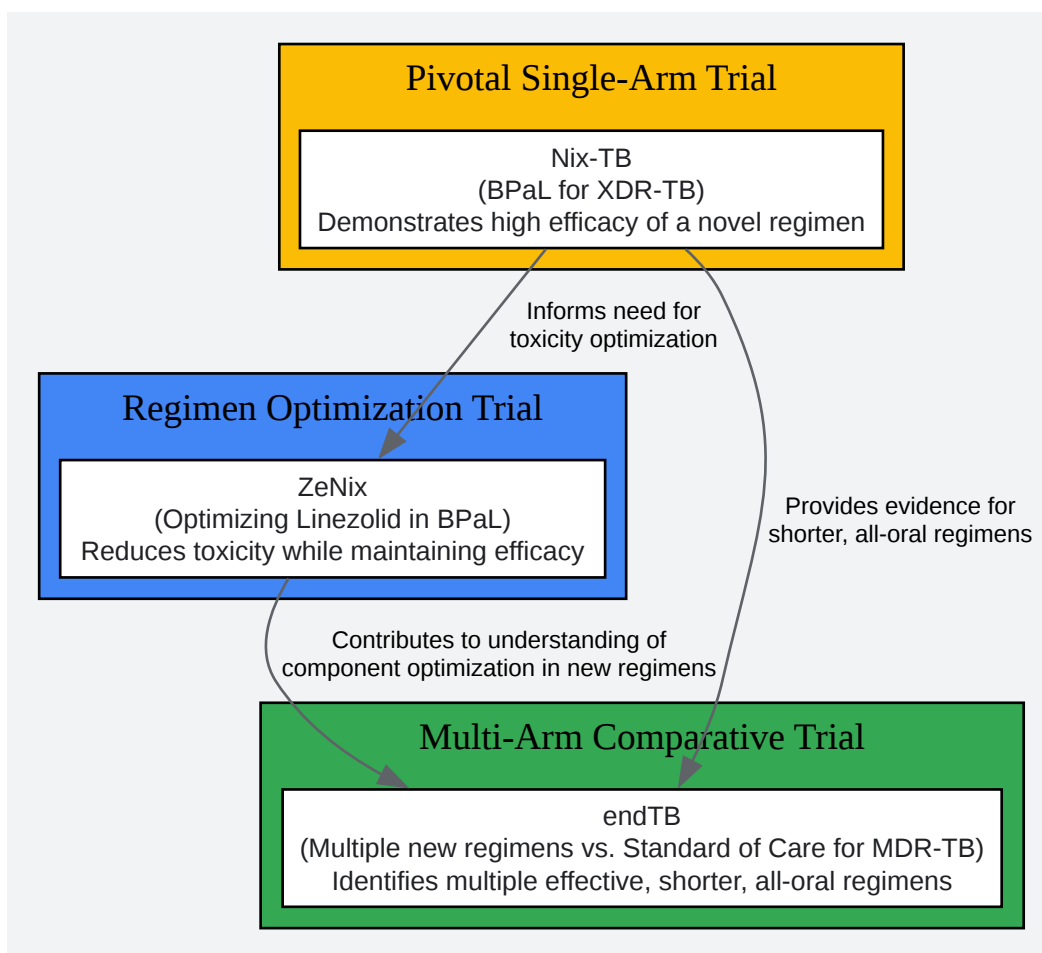 Pivotal Single-Arm Trial
Nix-TB
(BPaL for XDR-TB)
Demonstrates high efficacy of a novel regimen
Informs need for
toxicity optimization
Regimen Optimization Trial
ZeNix
(Optimizing Linezolid in BPaL)
Reduces toxicity while maintaining efficacy
Provides evidence for
shorter, all-oral regimens
Contributes to understanding of
component optimization in new regimens
Multi-Arm Comparative Trial
endTB
(Multiple new regimens vs. Standard of Care for MDR-TB)
Identifies multiple effective, shorter, all-oral regimens